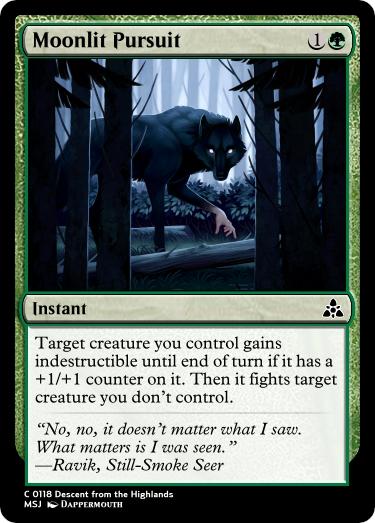 Moonlit Pursuit 1
Instant
Target creature you control gains
indestructible until end of turn if it has a
+1/+1 counter on it. Then it fights target
creature you don’t control.
“No, no, it doesn’t matter what I saw.
What matters is I was seen.”
—Ravik, Still-Smoke Seer
C 0118 Descent from the Highlands
MSJ Dappermouth